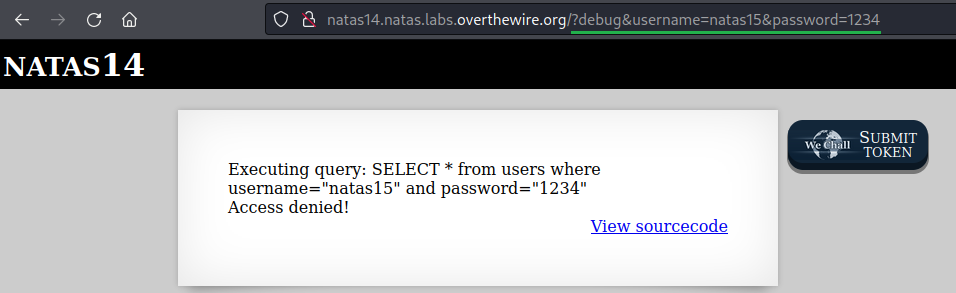 natas14.natas.labs.overthewire.org/?debug&username=natas15&password=1234
NATAS14
Executing query: SELECT * from users where
username="natas15" and password="1234"
Access denied!
View sourcecode
We Chall
SUBMIT
TOKEN